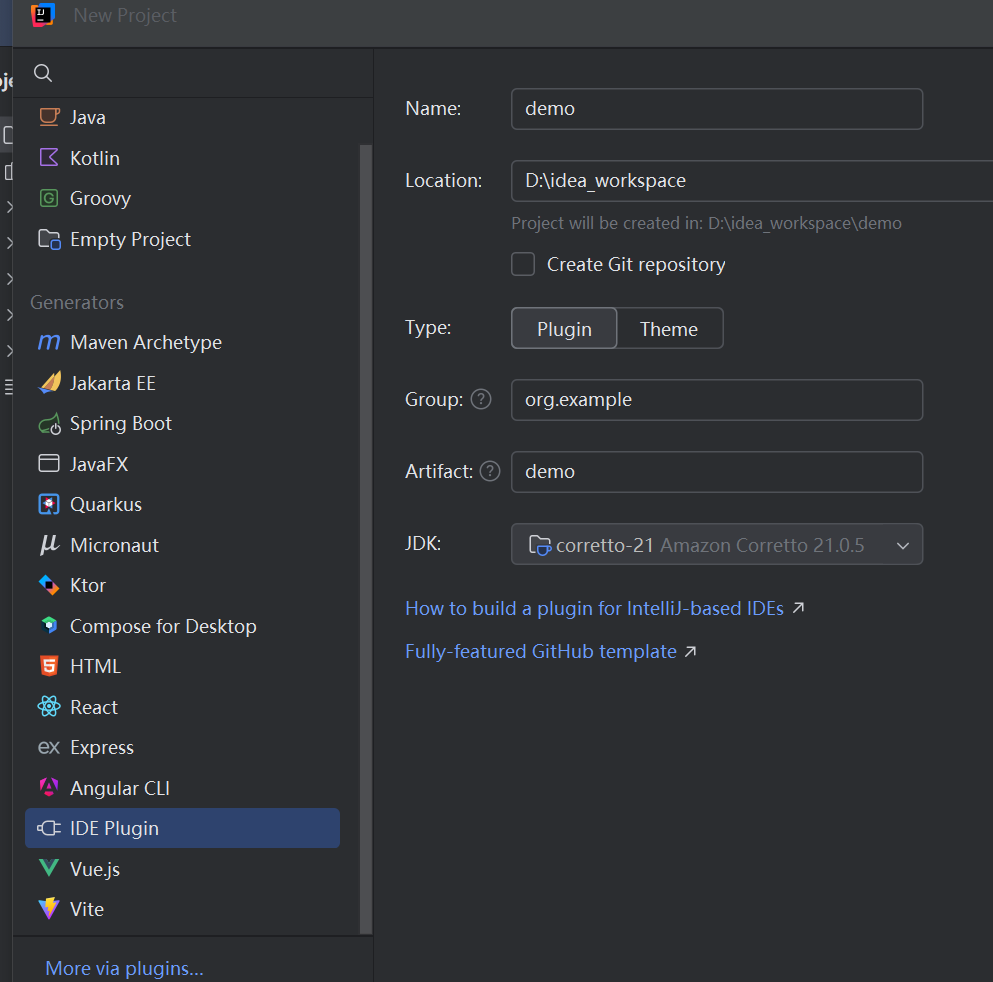 New Project
Java
Kotlin
Groovy
Empty Project
Generators
Maven Archetype
Jakarta EE
Spring Boot
JavaFX
Quarkus
Micronaut
Ktor
Compose for Desktop
HTML
React
Express
Angular CLI
IDE Plugin
Vue.js
Vite
More via plugins...
Name: demo
Location: D:\idea_workspace
Project will be created in: D:\idea_workspace\demo
Create Git repository
Type: Plugin Theme
Group: org.example
Artifact: demo
JDK: corretto-21 Amazon Corretto 21.0.5
How to build a plugin for IntelliJ-based IDEs ↗
Fully-featured GitHub template ↗